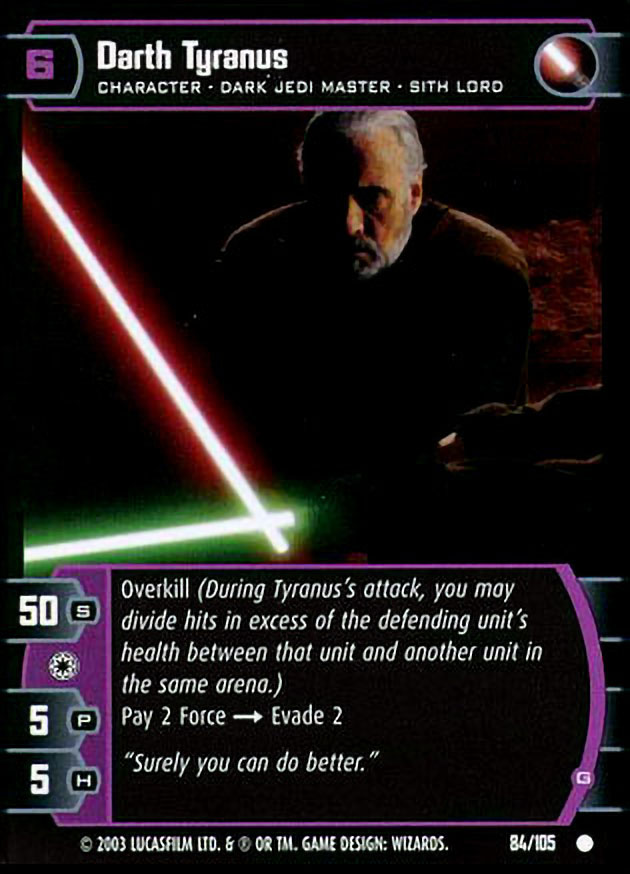 6
Darth Tyranus
CHARACTER · DARK JEDI MASTER · SITH LORD
50 S
5 P
5 H
Overkill (During Tyranus's attack, you may
divide hits in excess of the defending unit's
health between that unit and another unit in
the same arena.)
Pay 2 Force → Evade 2
"Surely you can do better."
G
© 2003 LUCASFILM LTD. & ® OR TM. GAME DESIGN: WIZARDS.
84/105